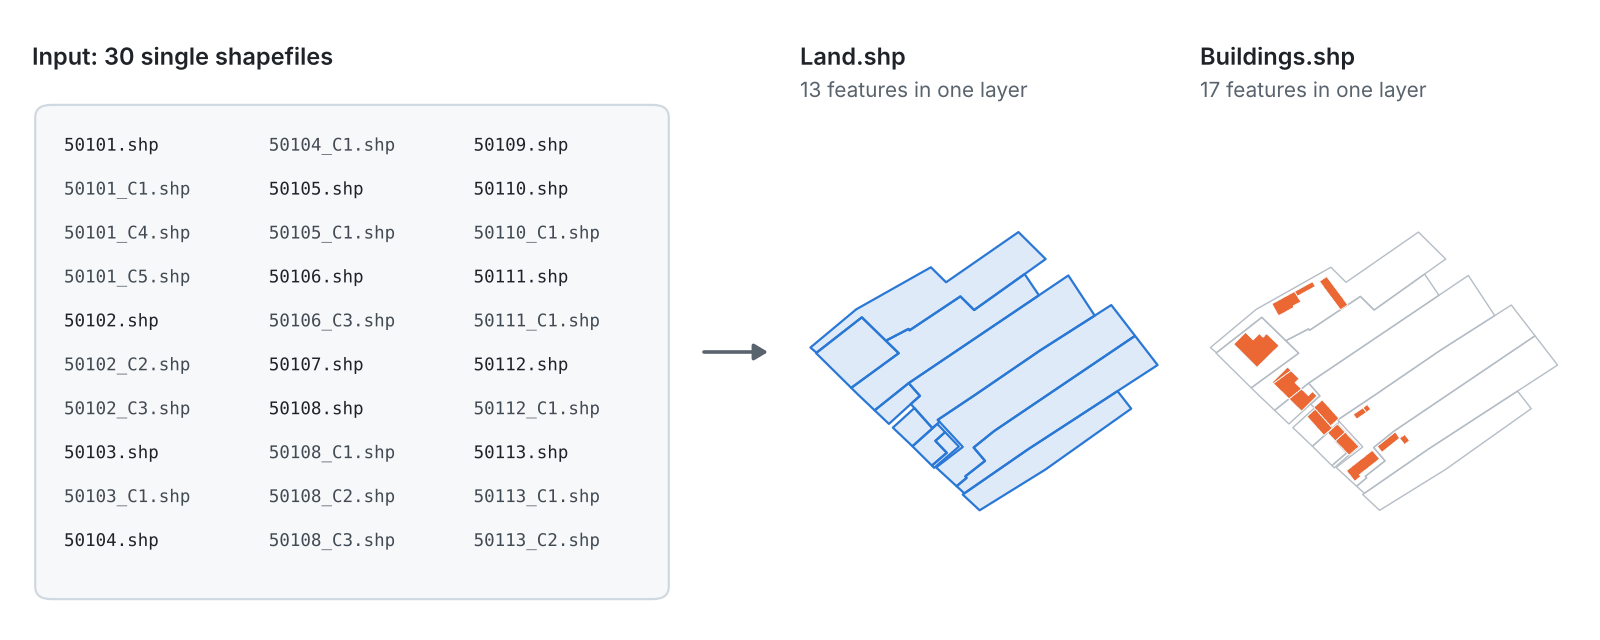 Input: 30 single shapefiles
50101.shp
50101_C1.shp
50101_C4.shp
50101_C5.shp
50102.shp
50102_C2.shp
50102_C3.shp
50103.shp
50103_C1.shp
50104.shp
50104_C1.shp
50105.shp
50105_C1.shp
50106.shp
50106_C3.shp
50107.shp
50108.shp
50108_C1.shp
50108_C2.shp
50108_C3.shp
50109.shp
50110.shp
50110_C1.shp
50111.shp
50111_C1.shp
50112.shp
50112_C1.shp
50113.shp
50113_C1.shp
50113_C2.shp
Land.shp
13 features in one layer
Buildings.shp
17 features in one layer